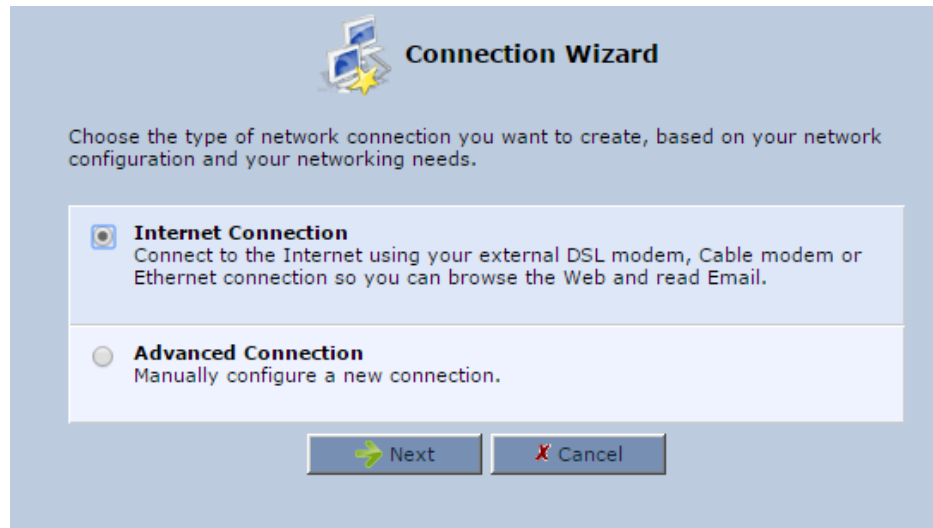 Connection Wizard
Choose the type of network connection you want to create, based on your network
configuration and your networking needs.
Internet Connection
Connect to the Internet using your external DSL modem, Cable modem or
Ethernet connection so you can browse the Web and read Email.
Advanced Connection
Manually configure a new connection.
Next
Cancel